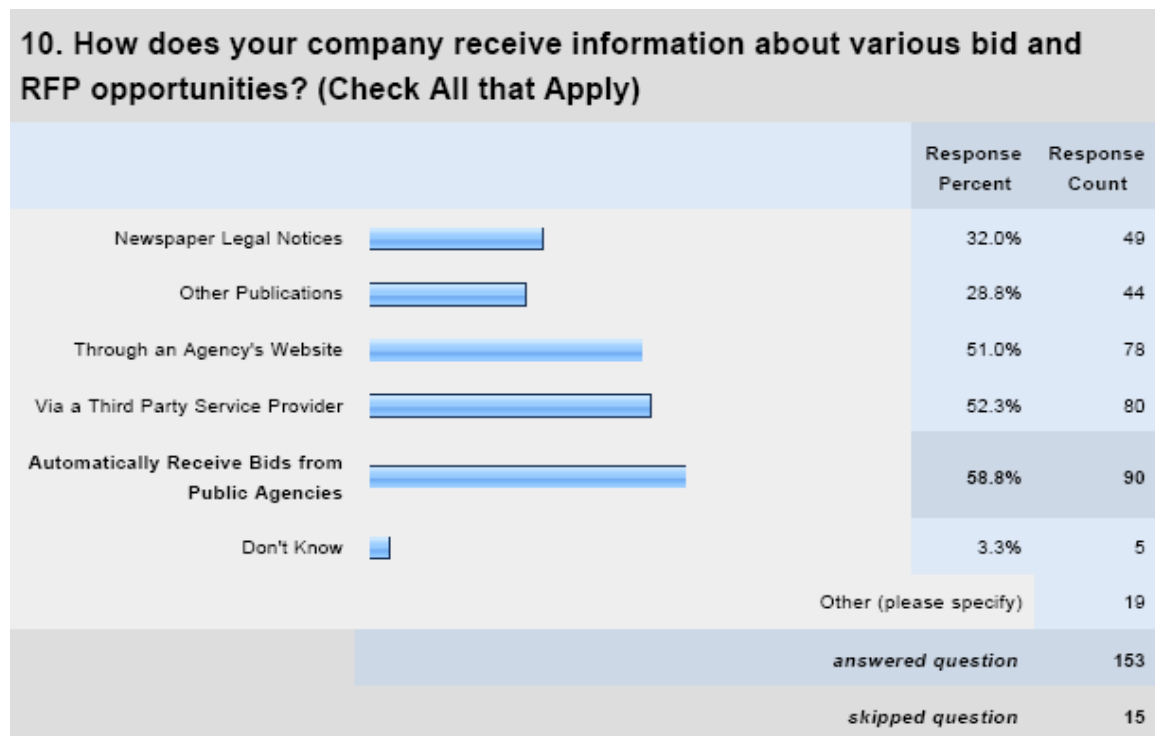 10. How does your company receive information about various bid and
RFP opportunities? (Check All that Apply)
Response Percent Response Count
Newspaper Legal Notices 32.0% 49
Other Publications 28.8% 44
Through an Agency's Website 51.0% 78
Via a Third Party Service Provider 52.3% 80
Automatically Receive Bids from
Public Agencies 58.8% 90
Don't Know 3.3% 5
Other (please specify) 19
answered question 153
skipped question 15